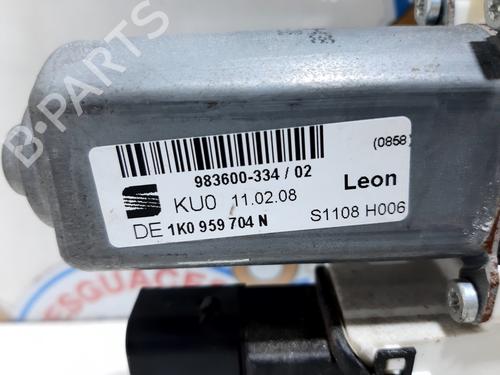 B-PARTS
983600-334 / 02
(0858)
KU0 11.02.08
Leon
DE 1K0 959 704 N
S1108 H006